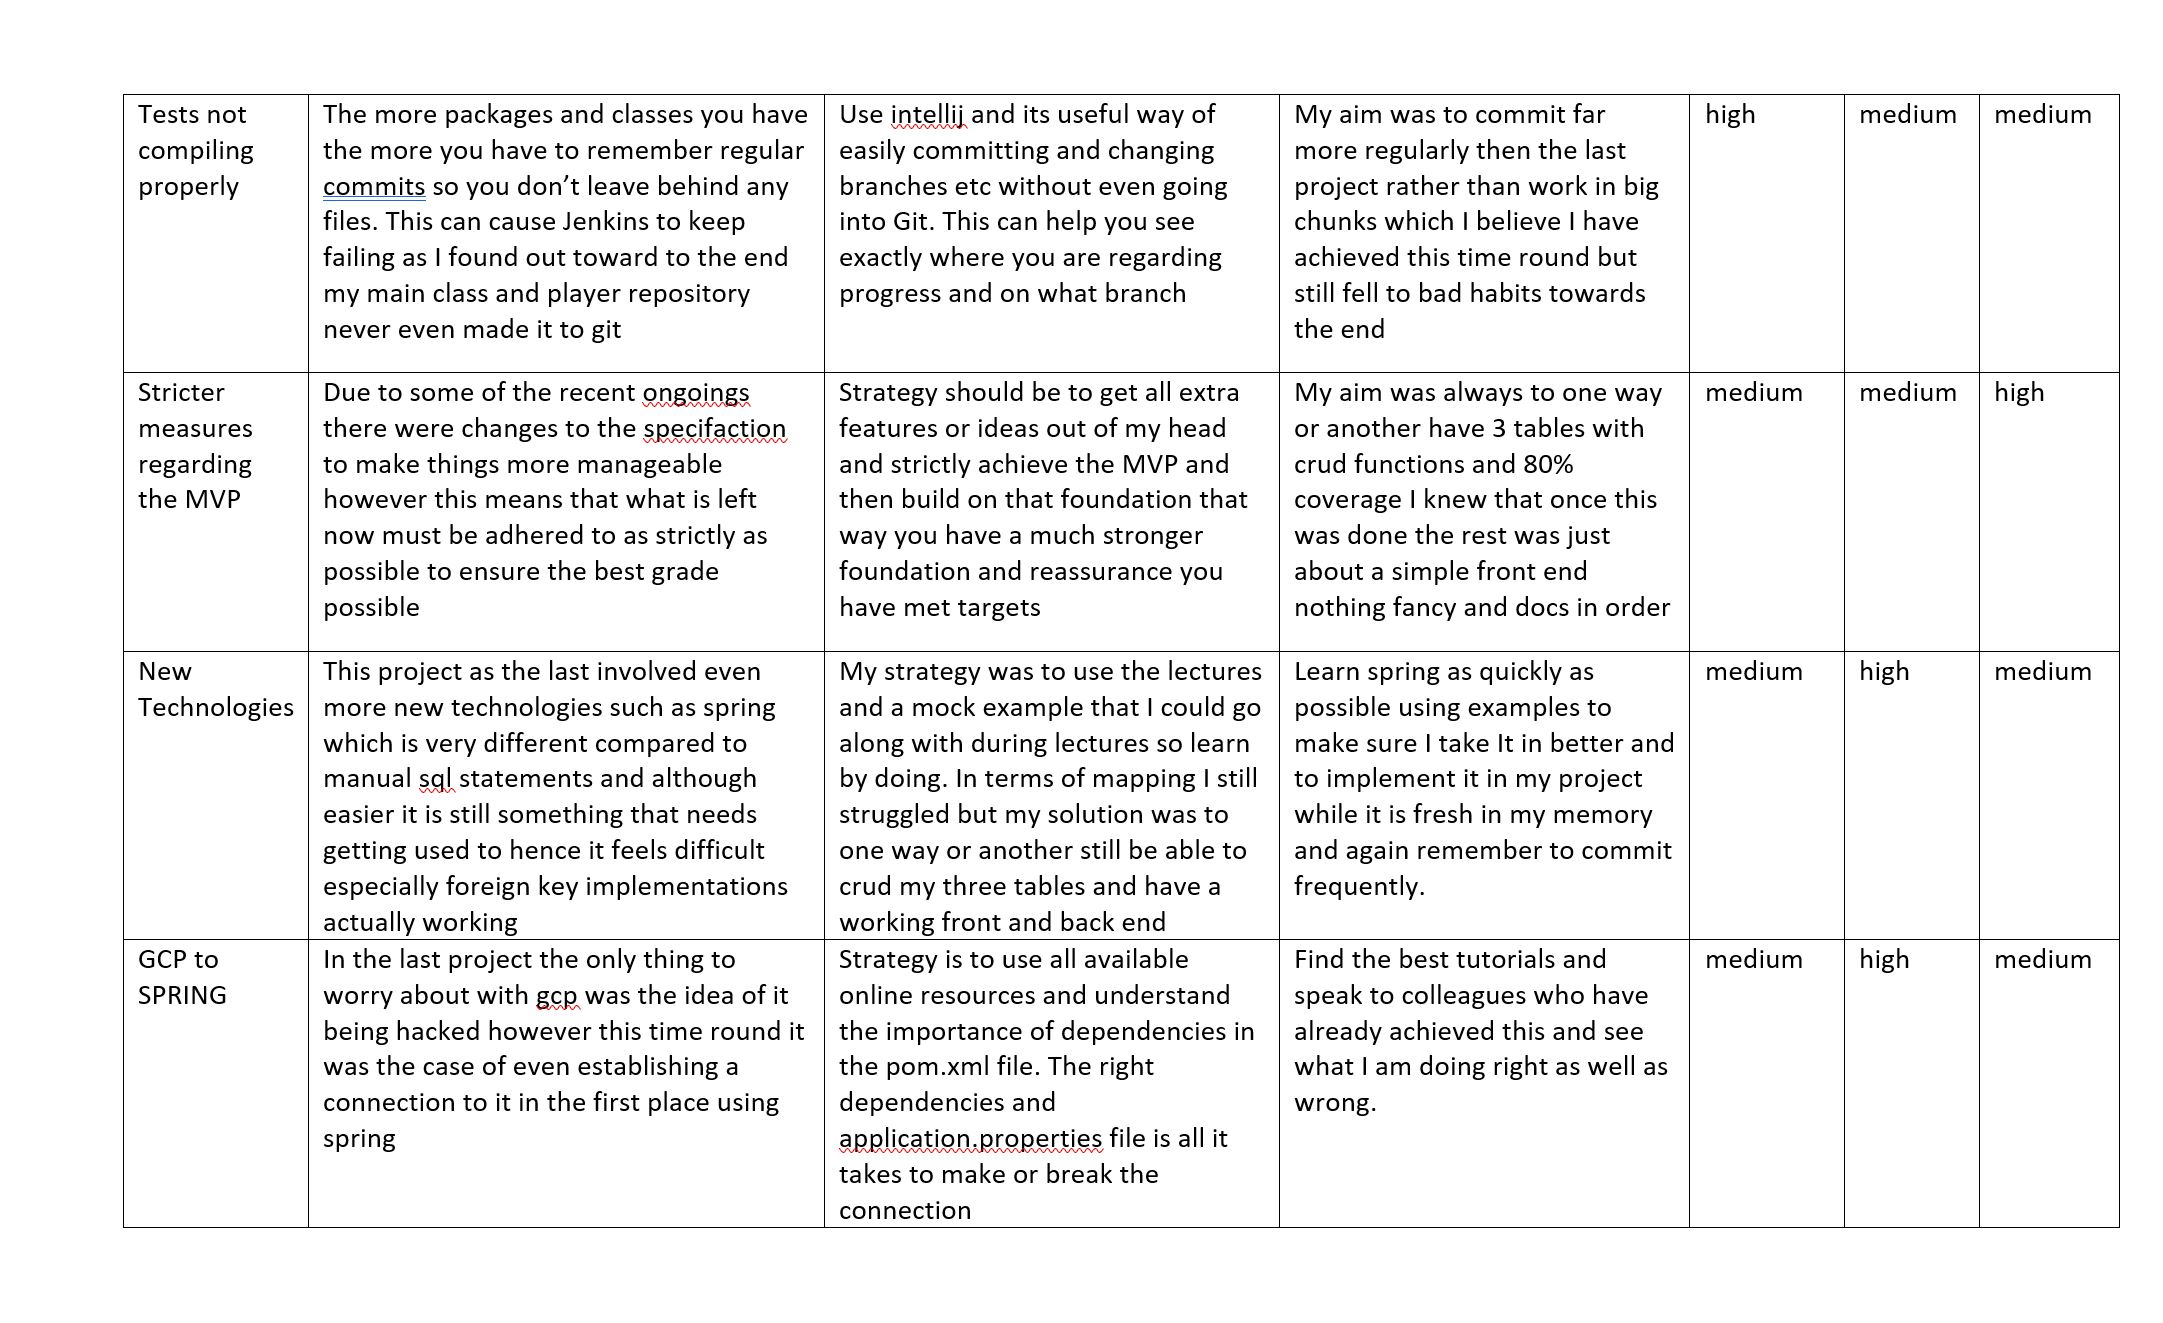 Tests not
compiling
properly
The more packages and classes you have
the more you have to remember regular
commits so you don’t leave behind any
files. This can cause Jenkins to keep
failing as I found out toward to the end
my main class and player repository
never even made it to git
Use intellij and its useful way of
easily committing and changing
branches etc without even going
into Git. This can help you see
exactly where you are regarding
progress and on what branch
My aim was to commit far
more regularly then the last
project rather than work in big
chunks which I believe I have
achieved this time round but
still fell to bad habits towards
the end
high
medium
medium
Stricter
measures
regarding
the MVP
Due to some of the recent ongoings
there were changes to the specifaction
to make things more manageable
however this means that what is left
now must be adhered to as strictly as
possible to ensure the best grade
possible
Strategy should be to get all extra
features or ideas out of my head
and strictly achieve the MVP and
then build on that foundation that
way you have a much stronger
foundation and reassurance you
have met targets
My aim was always to one way
or another have 3 tables with
crud functions and 80%
coverage I knew that once this
was done the rest was just
about a simple front end
nothing fancy and docs in order
medium
medium
high
New
Technologies
This project as the last involved even
more new technologies such as spring
which is very different compared to
manual sql statements and although
easier it is still something that needs
getting used to hence it feels difficult
especially foreign key implementations
actually working
My strategy was to use the lectures
and a mock example that I could go
along with during lectures so learn
by doing. In terms of mapping I still
struggled but my solution was to
one way or another still be able to
crud my three tables and have a
working front and back end
Learn spring as quickly as
possible using examples to
make sure I take It in better and
to implement it in my project
while it is fresh in my memory
and again remember to commit
frequently.
medium
high
medium
GCP to
SPRING
In the last project the only thing to
worry about with gcp was the idea of it
being hacked however this time round it
was the case of even establishing a
connection to it in the first place using
spring
Strategy is to use all available
online resources and understand
the importance of dependencies in
the pom.xml file. The right
dependencies and
application.properties file is all it
takes to make or break the
connection
Find the best tutorials and
speak to colleagues who have
already achieved this and see
what I am doing right as well as
wrong.
medium
high
medium